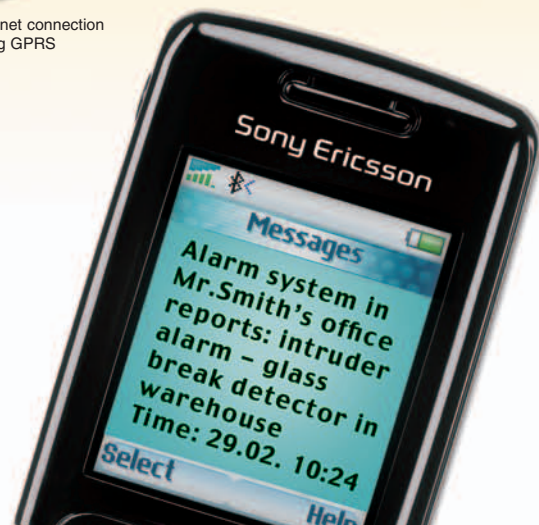 net connection
g GPRS
Sony Ericsson
Messages
Alarm system in
Mr.Smith's office
reports: intruder
alarm – glass
break detector in
warehouse
Time: 29.02. 10:24
Select
Help